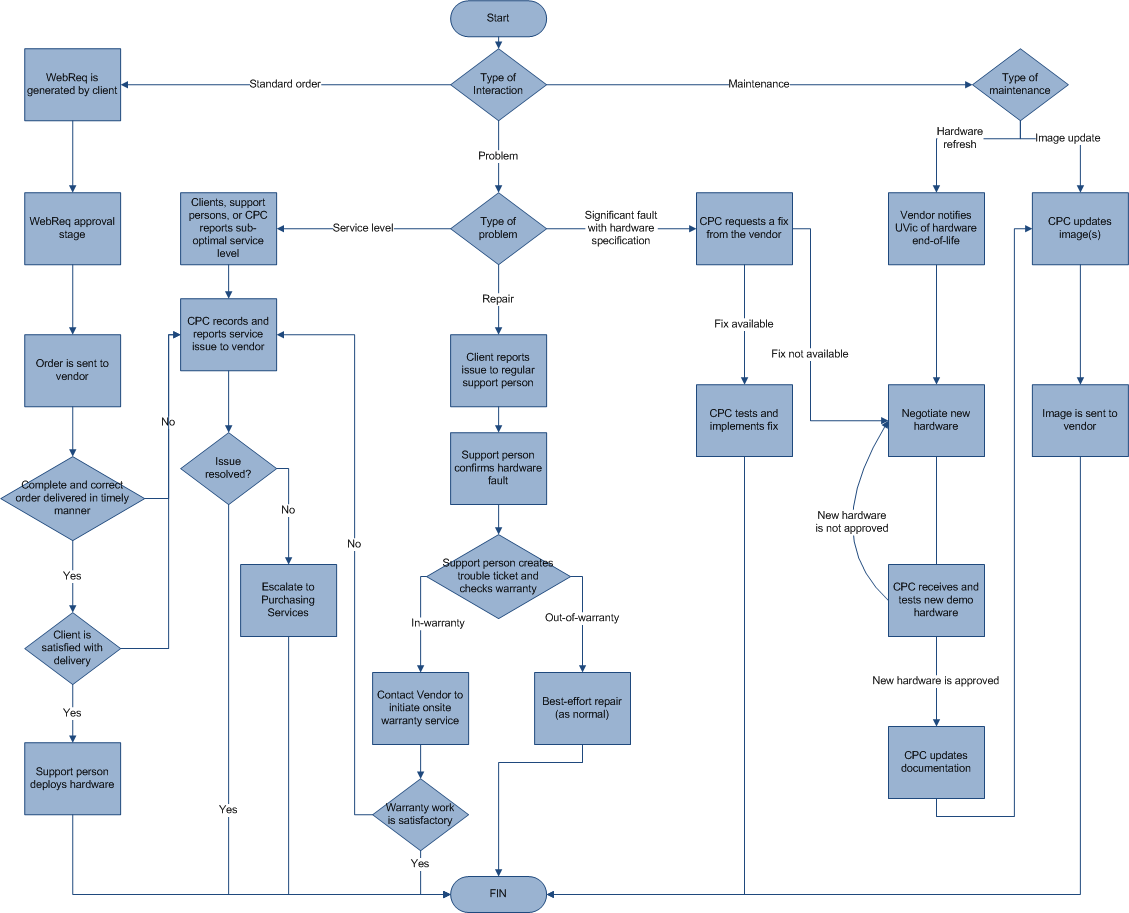 Start
WebReq is
generated by client
Standard order
Type of
Interaction
Maintenance
Type of
maintenance
Problem
Hardware
refresh
Image update
WebReq approval
stage
Clients, support
persons, or CPC
reports sub-
optimal service
level
Service level
Type of
problem
Significant fault
with hardware
specification
CPC requests a fix
from the vendor
Vendor notifies
UVic of hardware
end-of-life
CPC updates
image(s)
Repair
CPC records and
reports service
issue to vendor
Fix available
Fix not available
Order is sent to
vendor
Client reports
issue to regular
support person
No
CPC tests and
implements fix
Negotiate new
hardware
Image is sent to
vendor
Issue
resolved?
Support person
confirms hardware
fault
Complete and correct
order delivered in timely
manner
No
New hardware
is not approved
No
Yes
Escalate to
Purchasing
Services
Support person creates
trouble ticket and
checks warranty
CPC receives and
tests new demo
hardware
In-warranty
Out-of-warranty
Client is
satisfied with
delivery
New hardware is approved
Yes
Contact Vendor to
initiate onsite
warranty service
Best-effort repair
(as normal)
CPC updates
documentation
Support person
deploys hardware
Yes
Warranty work
is satisfactory
Yes
FIN